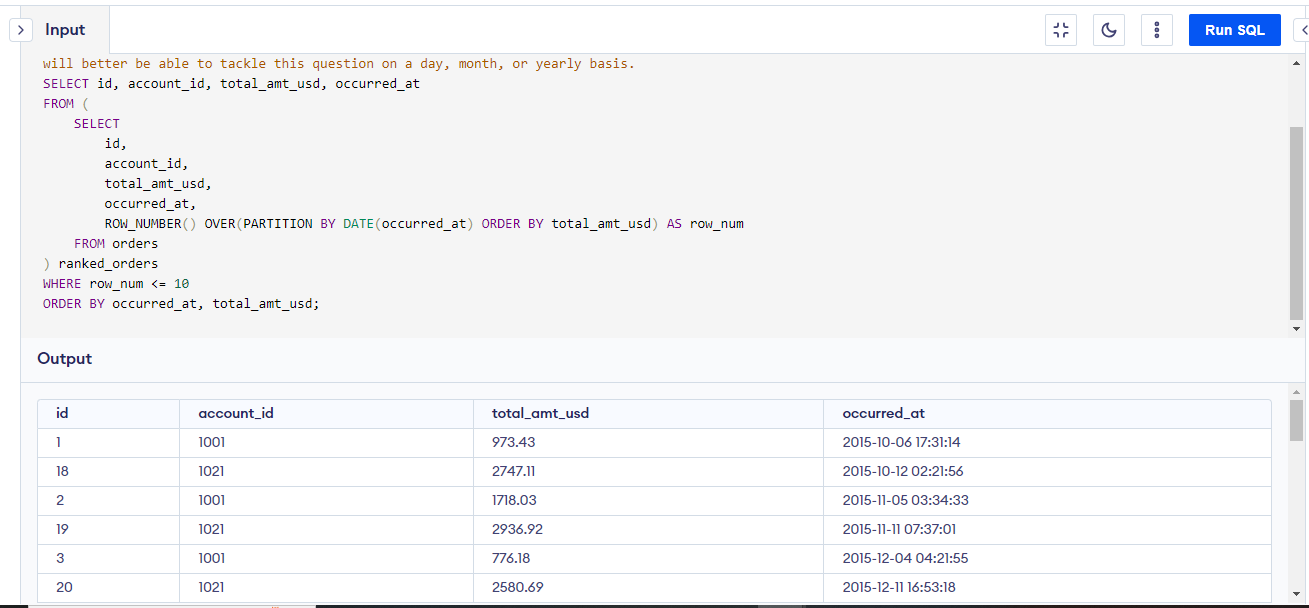 Input
Run SQL
will better be able to tackle this question on a day, month, or yearly basis.
SELECT id, account_id, total_amt_usd, occurred_at
FROM (
    SELECT
        id,
        account_id,
        total_amt_usd,
        occurred_at,
        ROW_NUMBER() OVER(PARTITION BY DATE(occurred_at) ORDER BY total_amt_usd) AS row_num
    FROM orders
) ranked_orders
WHERE row_num <= 10
ORDER BY occurred_at, total_amt_usd;
Output
id account_id total_amt_usd occurred_at
1 1001 973.43 2015-10-06 17:31:14
18 1021 2747.11 2015-10-12 02:21:56
2 1001 1718.03 2015-11-05 03:34:33
19 1021 2936.92 2015-11-11 07:37:01
3 1001 776.18 2015-12-04 04:21:55
20 1021 2580.69 2015-12-11 16:53:18